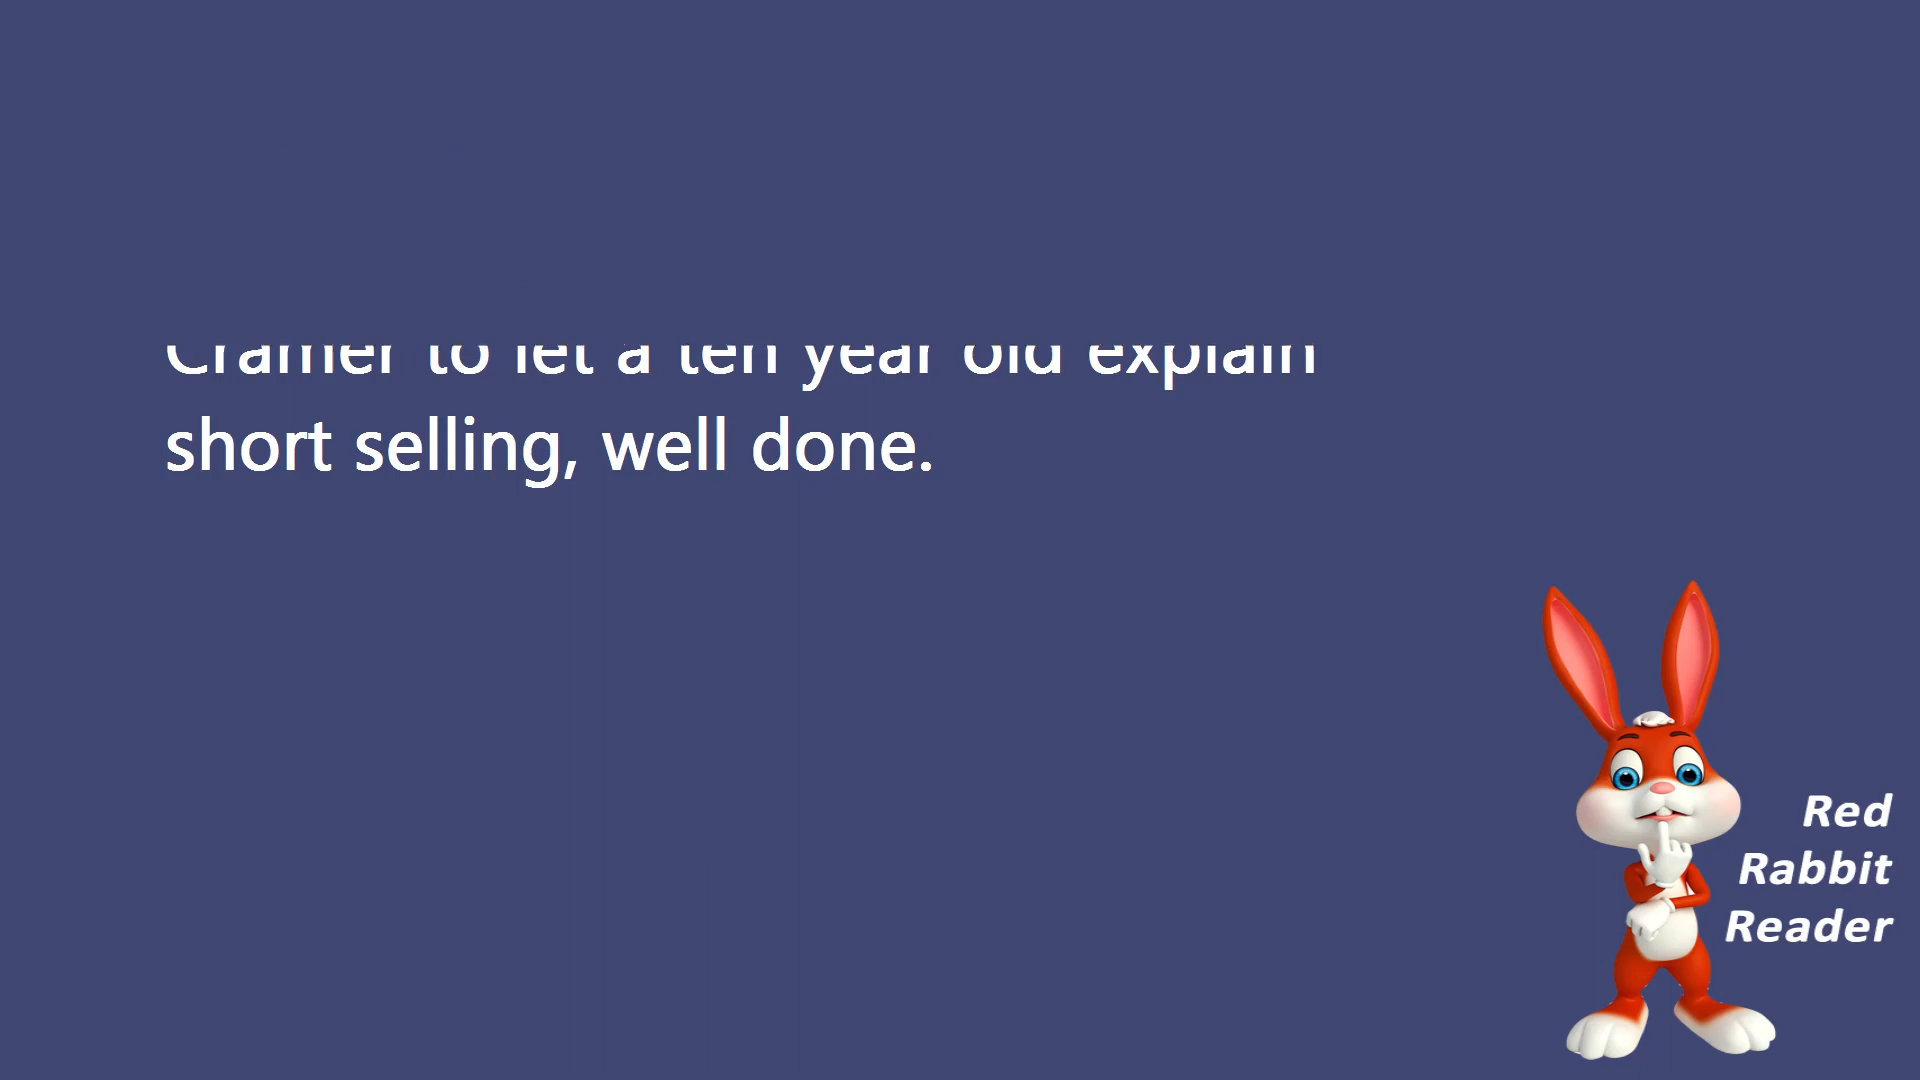 Cramer to let a ten year old explain
short selling, well done.
Red
Rabbit
Reader